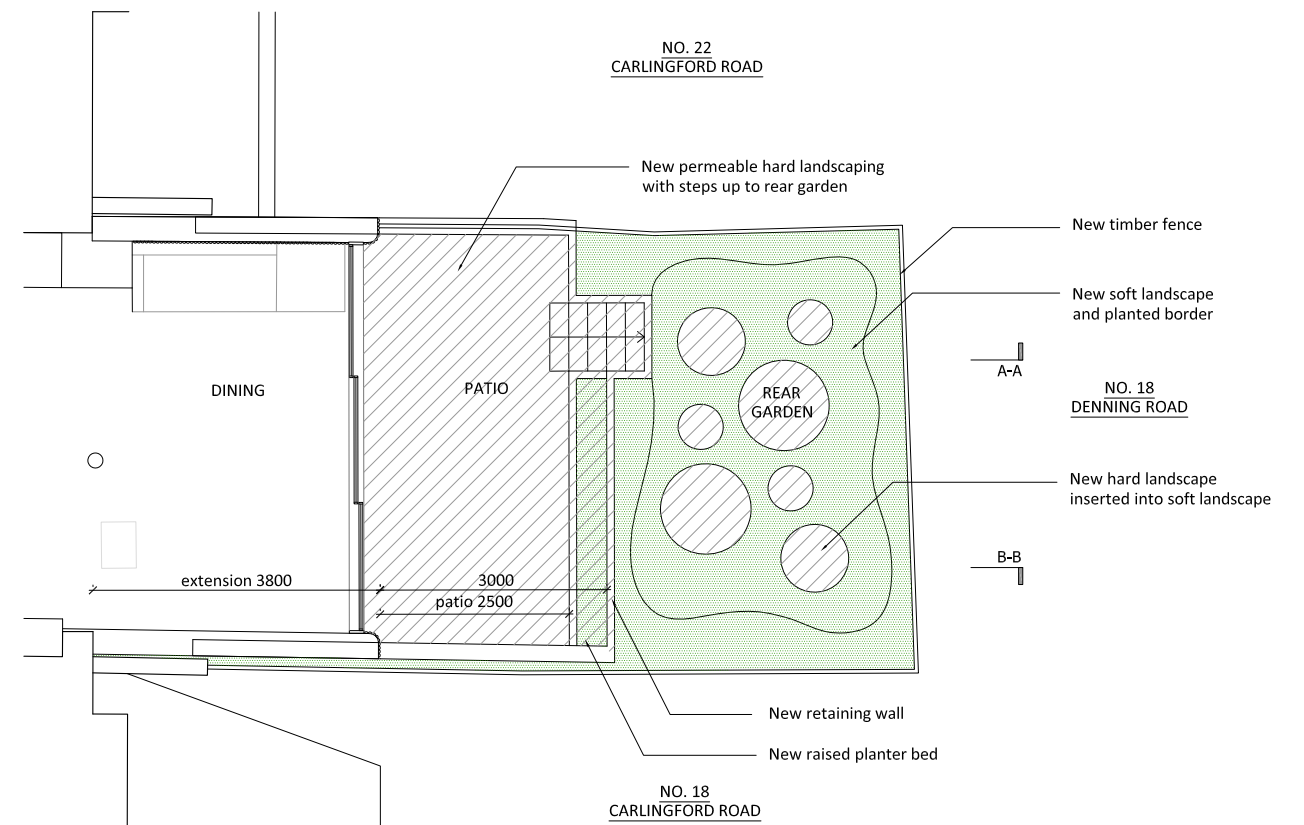 NO. 22
CARLINGFORD ROAD
New permeable hard landscaping
with steps up to rear garden
New timber fence
New soft landscape
and planted border
A-A
DINING
PATIO
REAR
GARDEN
NO. 18
DENNING ROAD
New hard landscape
inserted into soft landscape
B-B
extension 3800
3000
patio 2500
New retaining wall
New raised planter bed
NO. 18
CARLINGFORD ROAD